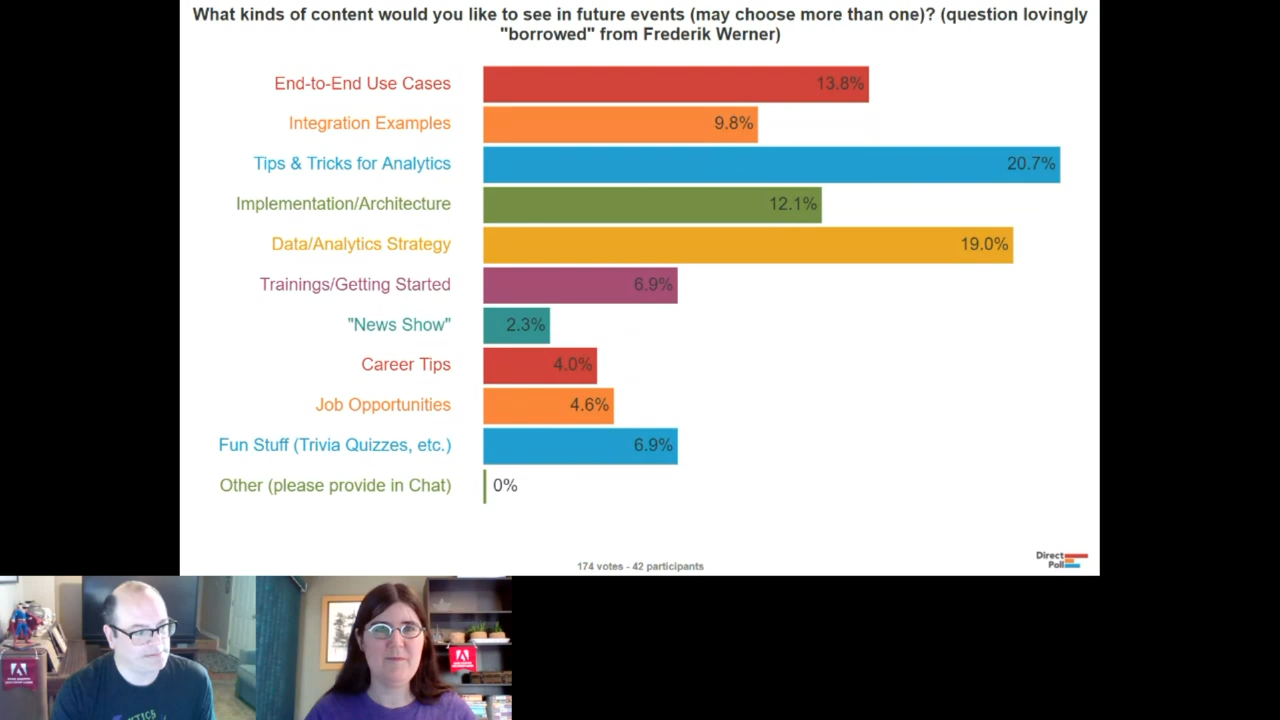 What kinds of content would you like to see in future events (may choose more than one)? (question lovingly
"borrowed" from Frederik Werner)
End-to-End Use Cases 13.8%
Integration Examples 9.8%
Tips & Tricks for Analytics 20.7%
Implementation/Architecture 12.1%
Data/Analytics Strategy 19.0%
Trainings/Getting Started 6.9%
"News Show" 2.3%
Career Tips 4.0%
Job Opportunities 4.6%
Fun Stuff (Trivia Quizzes, etc.) 6.9%
Other (please provide in Chat) 0%
174 votes - 42 participants
Direct
Poll